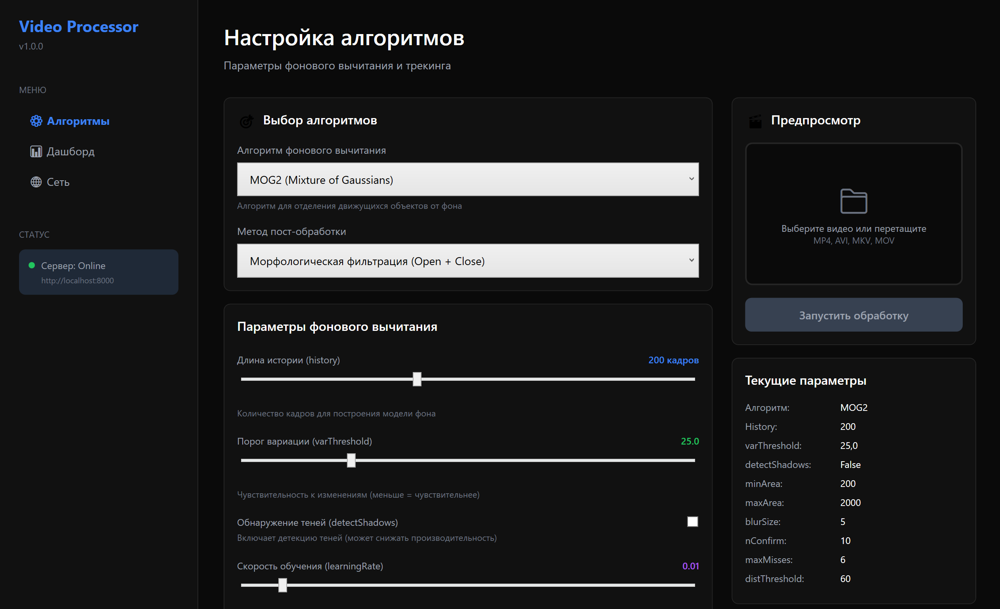 Video Processor
v1.0.0
МЕНЮ
Алгоритмы
Дашборд
Сеть
СТАТУС
Сервер: Online
http://localhost:8000
Настройка алгоритмов
Параметры фонового вычитания и трекинга
Выбор алгоритмов
Алгоритм фонового вычитания
MOG2 (Mixture of Gaussians)
Алгоритм для отделения движущихся объектов от фона
Метод пост-обработки
Морфологическая фильтрация (Open + Close)
Параметры фонового вычитания
Длина истории (history) 200 кадров
Количество кадров для построения модели фона
Порог вариации (varThreshold) 25.0
Чувствительность к изменениям (меньше = чувствительнее)
Обнаружение теней (detectShadows)
Включает детекцию теней (может снижать производительность)
Скорость обучения (learningRate) 0.01
Предпросмотр
Выберите видео или перетащите
MP4, AVI, MKV, MOV
Запустить обработку
Текущие параметры
Алгоритм: MOG2
History: 200
varThreshold: 25,0
detectShadows: False
minArea: 200
maxArea: 2000
blurSize: 5
nConfirm: 10
maxMisses: 6
distThreshold: 60